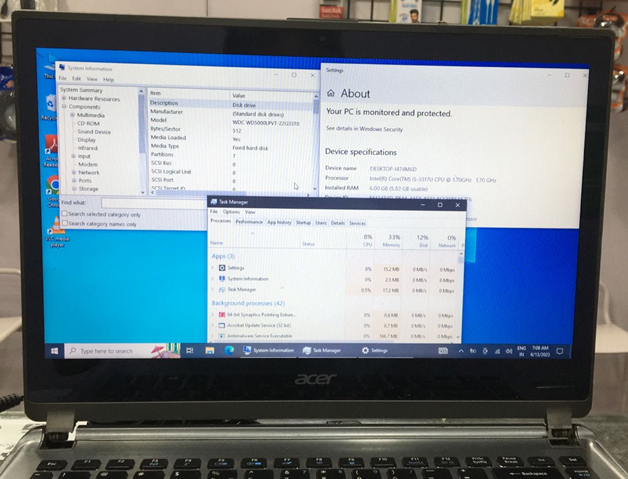 System Information
File Edit View Help
System Summary
Hardware Resources
Components
Multimedia
CD-ROM
Sound Device
Display
Infrared
Input
Modem
Network
Ports
Storage
Item Value
Description Disk drive
Manufacturer (Standard disk drives)
Model WDC WD5000LPVT-22G33T0
Bytes/Sector 512
Media Loaded Yes
Media Type Fixed hard disk
Partitions
SCSI Bus 0
SCSI Logical Unit 0
SCSI Port 0
SCSI Target ID 0
Find what:
Search selected category only
Search category names only
Settings
About
Your PC is monitored and protected.
See details in Windows Security
Device specifications
Device name
Processor Intel(R) Core(TM) i5-3317U CPU @ 1.70GHz 1.70 GHz
Installed RAM 6.00 GB (5.82 GB usable)
Task Manager
File Options View
Processes Performance App history Startup Users Details Services
8% 33% 12% 0%
Name Status CPU Memory Disk Network
Apps (3)
Settings 0% 15.2 MB 0 MB/s 0 Mbps
System Information 0% 2.3 MB 0 MB/s 0 Mbps
Task Manager 0.5% 17.2 MB 0 MB/s 0 Mbps
Background processes (42)
64-bit Synaptics Pointing Enhan... 0% 0.6 MB 0 MB/s 0 Mbps
Acrobat Update Service (32 bit) 0% 0.7 MB 0 MB/s 0 Mbps
Antimalware Service Executable 0% 0 MB/s 0 Mbps
VLC media
player
Type here to search
System Information
Task Manager
Settings
ENG
IN
7:08 AM
6/13/2023
acer